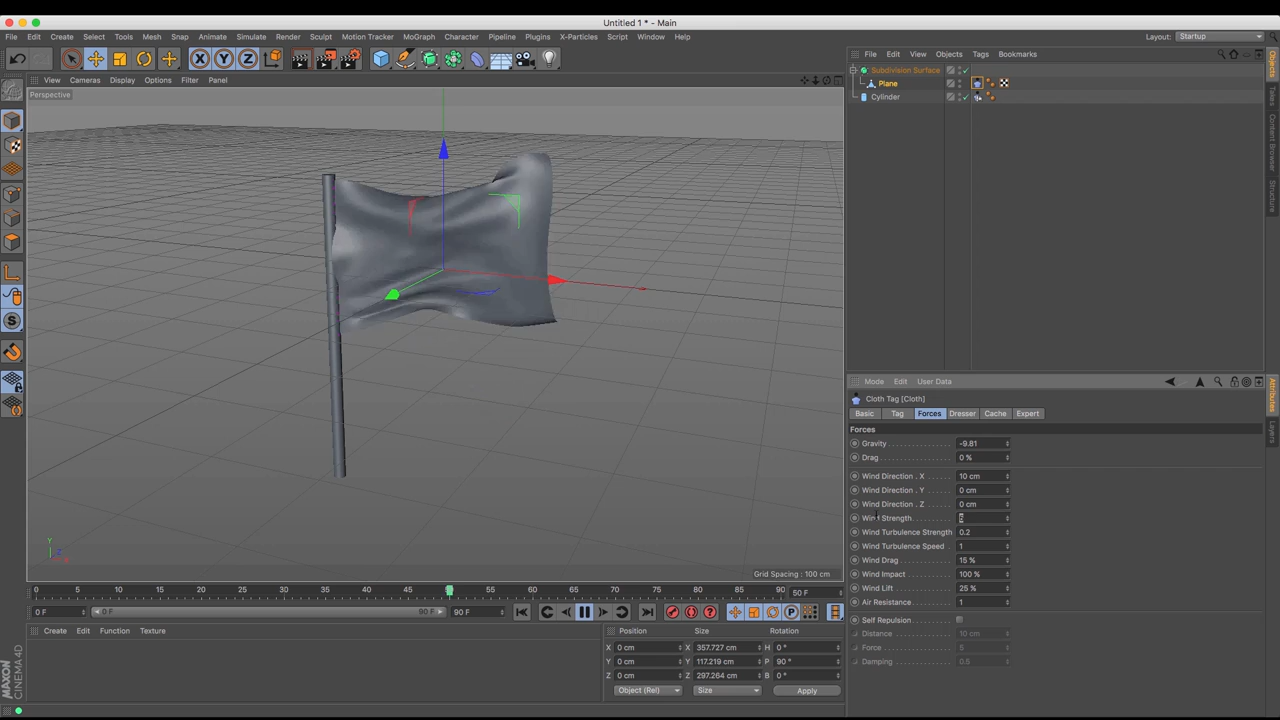 Untitled 1 * - Main
File Edit Create Select Tools Mesh Snap Animate Simulate Render Sculpt Motion Tracker MoGraph Character Pipeline Plugins X-Particles Script Window Help Layout: Startup
X Y Z
File Edit View Objects Tags Bookmarks
View Cameras Display Options Filter Panel
Subdivision Surface
Plane
Cylinder
Perspective
Objects
Takes
Content Browser
Structure
Mode Edit User Data
Cloth Tag [Cloth]
Basic Tag Forces Dresser Cache Expert
Forces
Gravity -9.81
Drag 0 %
Wind Direction . X 10 cm
Wind Direction . Y 0 cm
Wind Direction . Z 0 cm
Wind Strength
Wind Turbulence Strength 0.2
Wind Turbulence Speed 1
Wind Drag 15 %
Wind Impact 100 %
Wind Lift 25 %
Air Resistance 1
Self Repulsion
Distance 10 cm
Force 5
Damping 0.5
Attributes
Layers
Y
Z
Grid Spacing : 100 cm
0 5 10 15 20 25 30 35 40 45 50 55 60 65 70 75 80 85 90 50 F
0 F 0 F 90 F 90 F
Create Edit Function Texture
Position Size Rotation
X 0 cm X 357.727 cm H 0 °
Y 0 cm Y 117.219 cm P 90 °
Z 0 cm Z 297.264 cm B 0 °
Object (Rel) Size Apply
MAXON
CINEMA 4D